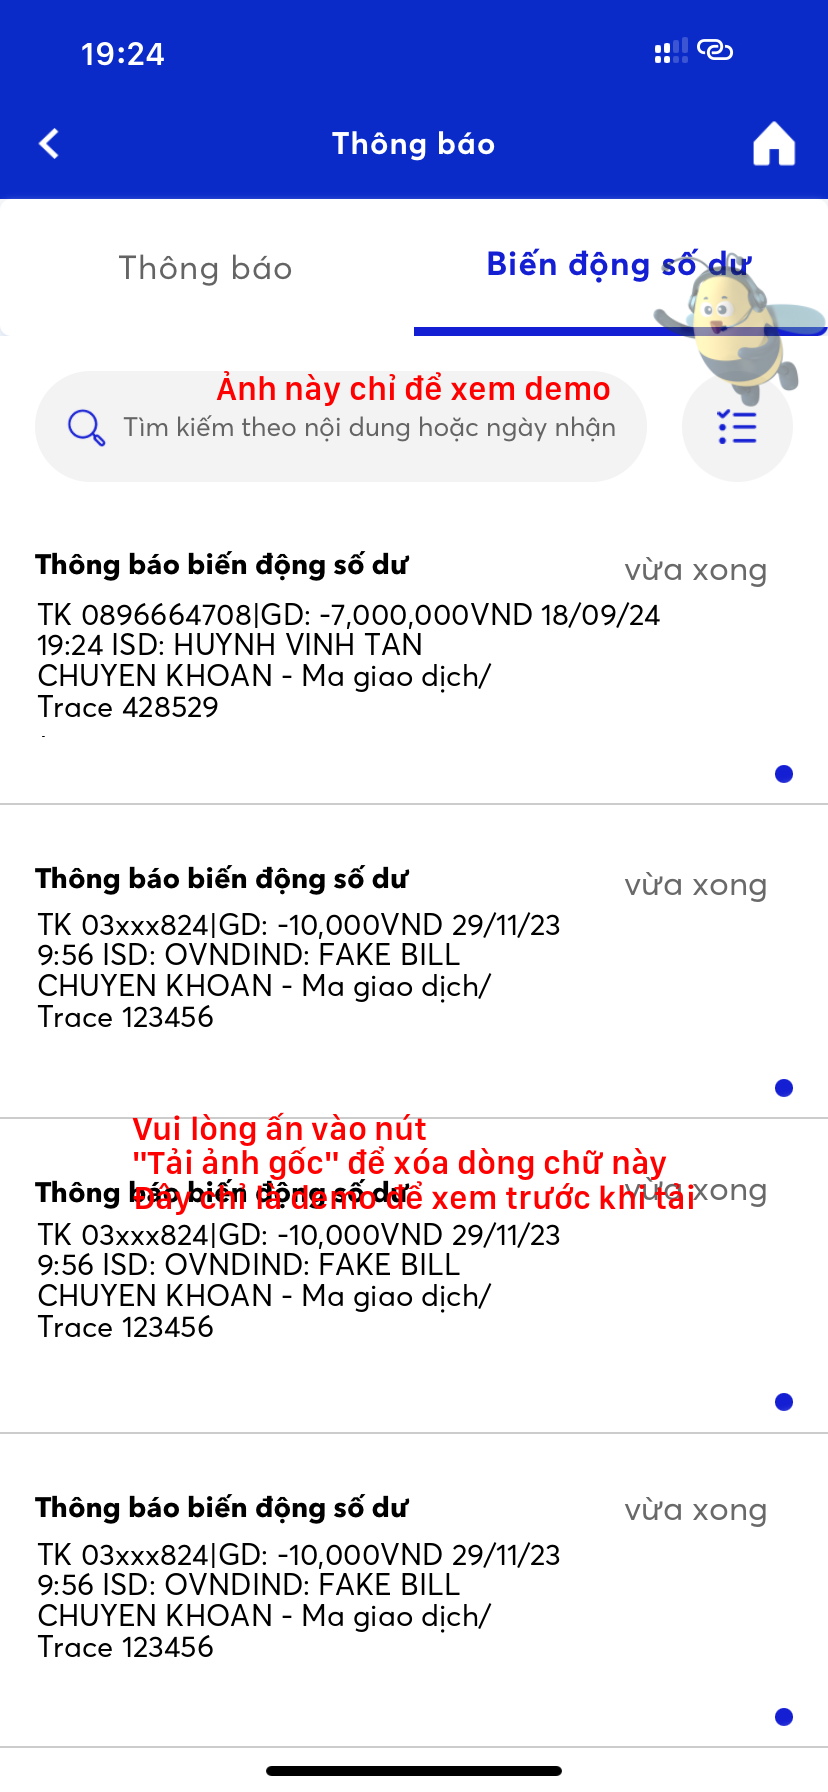 19:24
Thông báo
Thông báo
Biến động số dư
Ảnh này chỉ để xem demo
Tìm kiếm theo nội dung hoặc ngày nhận
Thông báo biến động số dư
vừa xong
TK 0896664708|GD: -7,000,000VND 18/09/24
19:24 ISD: HUYNH VINH TAN
CHUYEN KHOAN - Ma giao dịch/
Trace 428529
Thông báo biến động số dư
vừa xong
TK 03xxx824|GD: -10,000VND 29/11/23
9:56 ISD: OVNDIND: FAKE BILL
CHUYEN KHOAN - Ma giao dịch/
Trace 123456
Vui lòng ấn vào nút
"Tải ảnh gốc" để xóa dòng chữ này
Đây chỉ là demo để xem trước khi tải
Thông báo biến động số dư
vừa xong
TK 03xxx824|GD: -10,000VND 29/11/23
9:56 ISD: OVNDIND: FAKE BILL
CHUYEN KHOAN - Ma giao dịch/
Trace 123456
Thông báo biến động số dư
vừa xong
TK 03xxx824|GD: -10,000VND 29/11/23
9:56 ISD: OVNDIND: FAKE BILL
CHUYEN KHOAN - Ma giao dịch/
Trace 123456